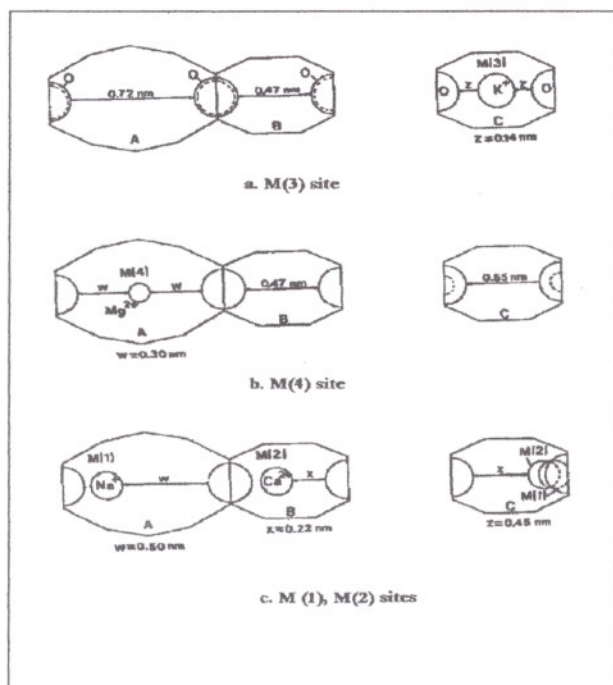 M(3)
O O O O K⁺ O
0.72 nm 0.47 nm z z
A B C
z = 0.14 nm
a. M(3) site
M(4)
w w 0.47 nm 0.55 nm
Mg²⁺
A B C
w = 0.30 nm
b. M(4) site
M(1) M(2) M(2)
Na⁺ w Ca²⁺ x z
M(1)
A B C
w = 0.50 nm x = 0.22 nm z = 0.45 nm
c. M (1), M(2) sites